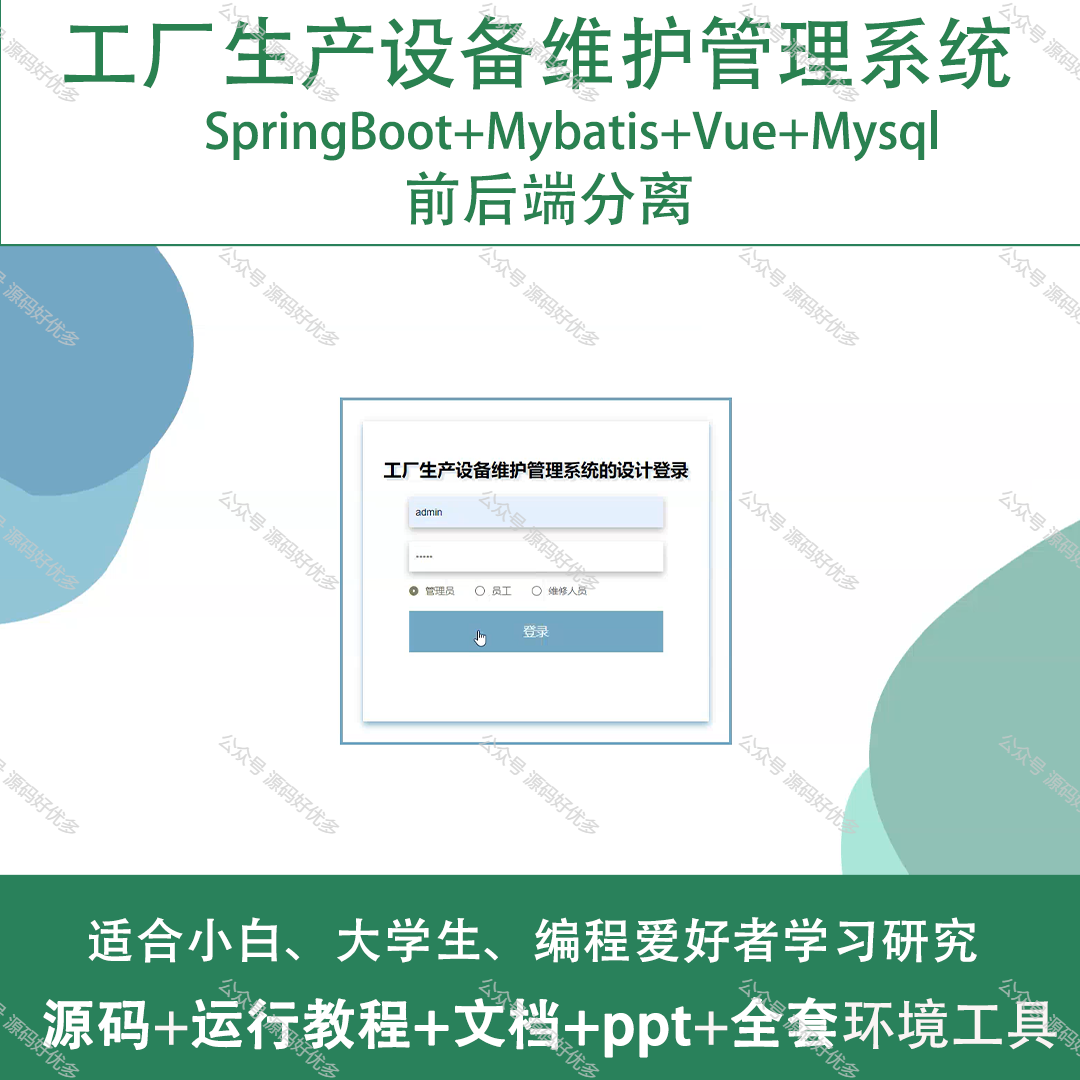 工厂生产设备维护管理系统
SpringBoot+Mybatis+Vue+Mysql
前后端分离
工厂生产设备维护管理系统的设计登录
admin
•••••
管理员 员工 维修人员
登录
适合小白、大学生、编程爱好者学习研究
源码+运行教程+文档+ppt+全套环境工具
公众号 源码好优多